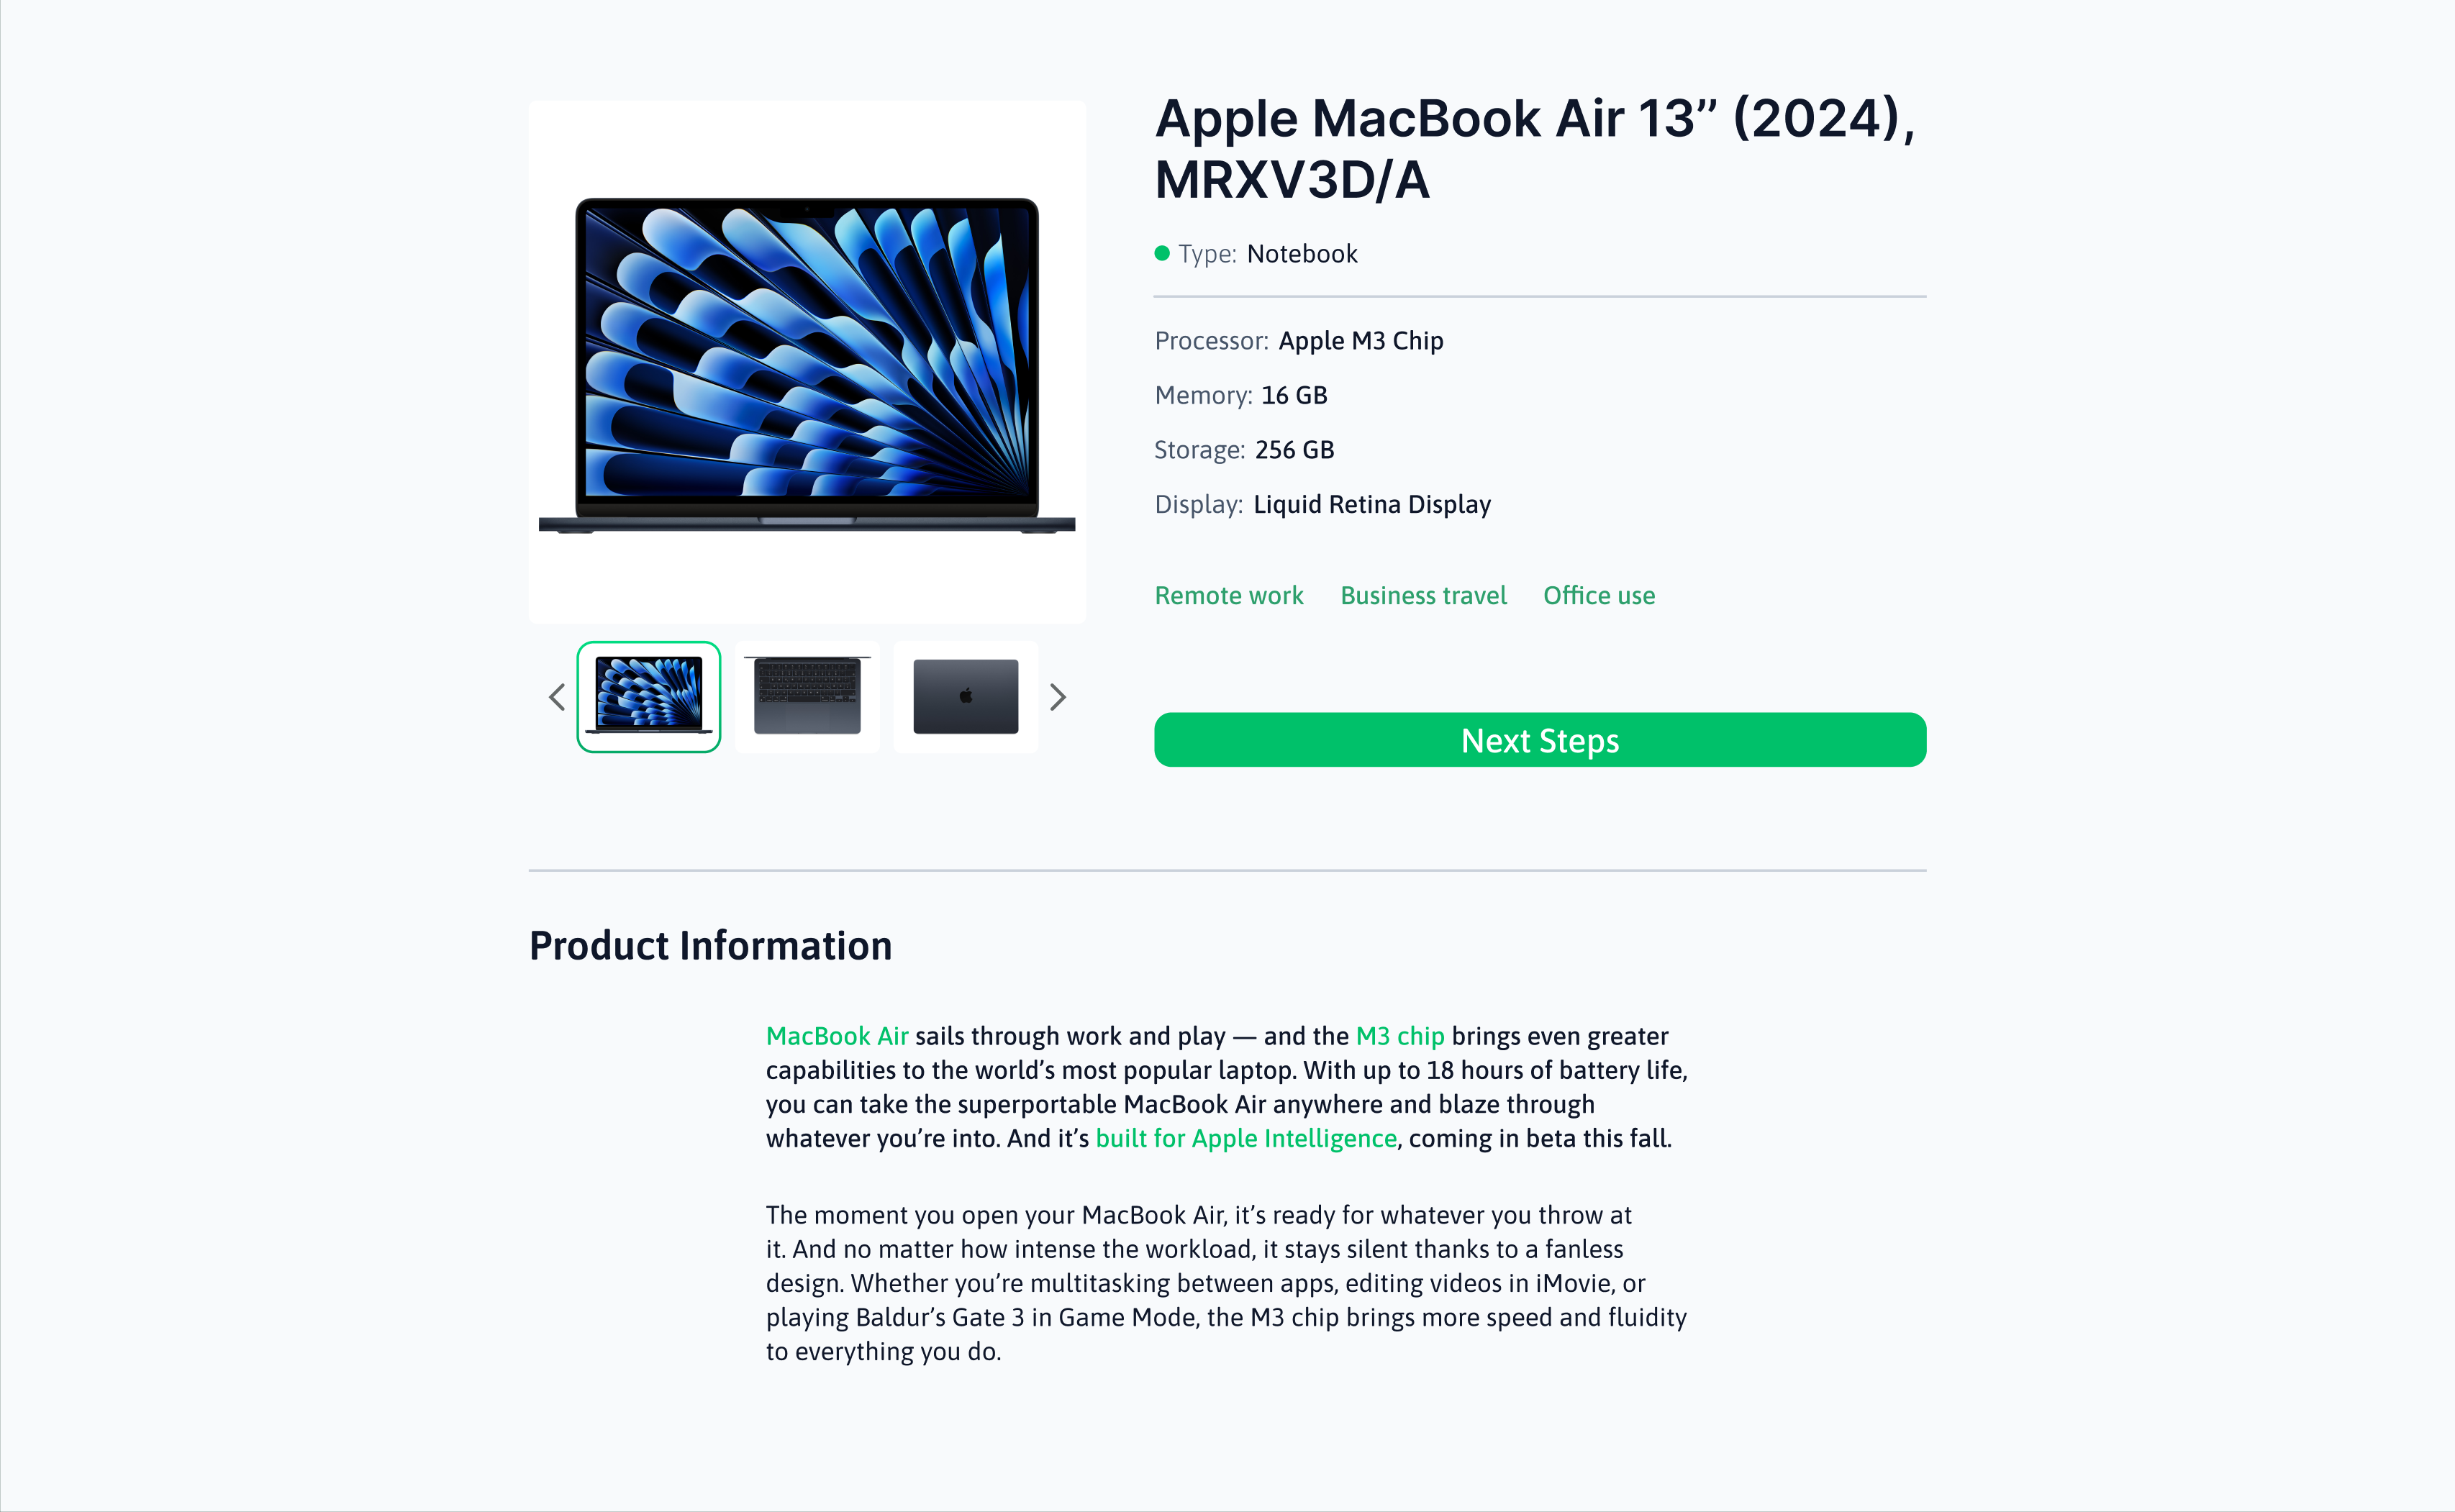 Apple MacBook Air 13” (2024),
MRXV3D/A
Type: Notebook
Processor: Apple M3 Chip
Memory: 16 GB
Storage: 256 GB
Display: Liquid Retina Display
Remote work Business travel Office use
Next Steps
Product Information
MacBook Air sails through work and play — and the M3 chip brings even greater
capabilities to the world’s most popular laptop. With up to 18 hours of battery life,
you can take the superportable MacBook Air anywhere and blaze through
whatever you’re into. And it’s built for Apple Intelligence, coming in beta this fall.
The moment you open your MacBook Air, it’s ready for whatever you throw at
it. And no matter how intense the workload, it stays silent thanks to a fanless
design. Whether you’re multitasking between apps, editing videos in iMovie, or
playing Baldur’s Gate 3 in Game Mode, the M3 chip brings more speed and fluidity
to everything you do.